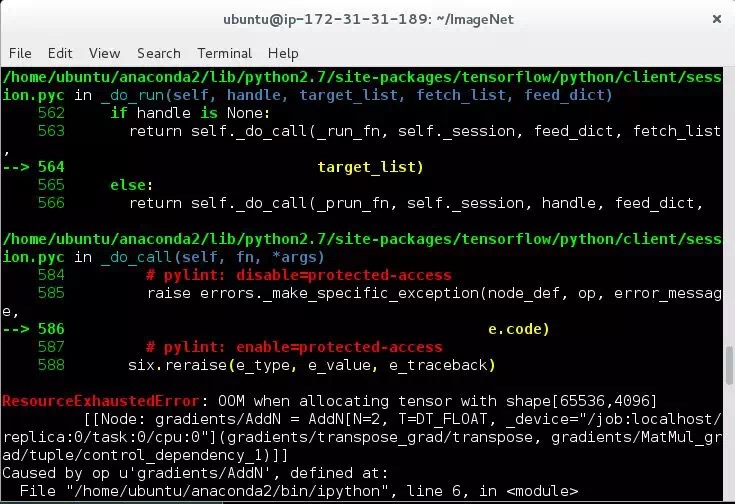 ubuntu@ip-172-31-31-189: ~/ImageNet
×
File Edit View Search Terminal Help
/home/ubuntu/anaconda2/lib/python2.7/site-packages/tensorflow/python/client/sess
ion.pyc in _do_run(self, handle, target_list, fetch_list, feed_dict)
562 if handle is None:
563 return self._do_call(_run_fn, self._session, feed_dict, fetch_list
,
--> 564 target_list)
565 else:
566 return self._do_call(_prun_fn, self._session, handle, feed_dict,
/home/ubuntu/anaconda2/lib/python2.7/site-packages/tensorflow/python/client/sess
ion.pyc in _do_call(self, fn, *args)
584 # pylint: disable=protected-access
585 raise errors._make_specific_exception(node_def, op, error_messag
e,
--> 586 e.code)
587 # pylint: enable=protected-access
588 six.reraise(e_type, e_value, e_traceback)
ResourceExhaustedError: OOM when allocating tensor with shape[65536,4096]
[[Node: gradients/AddN = AddN[N=2, T=DT_FLOAT, _device="/job:localhost/
replica:0/task:0/cpu:0"](gradients/transpose_grad/transpose, gradients/MatMul_gr
ad/tuple/control_dependency_1)]]
Caused by op u'gradients/AddN', defined at:
File "/home/ubuntu/anaconda2/bin/ipython", line 6, in <module>